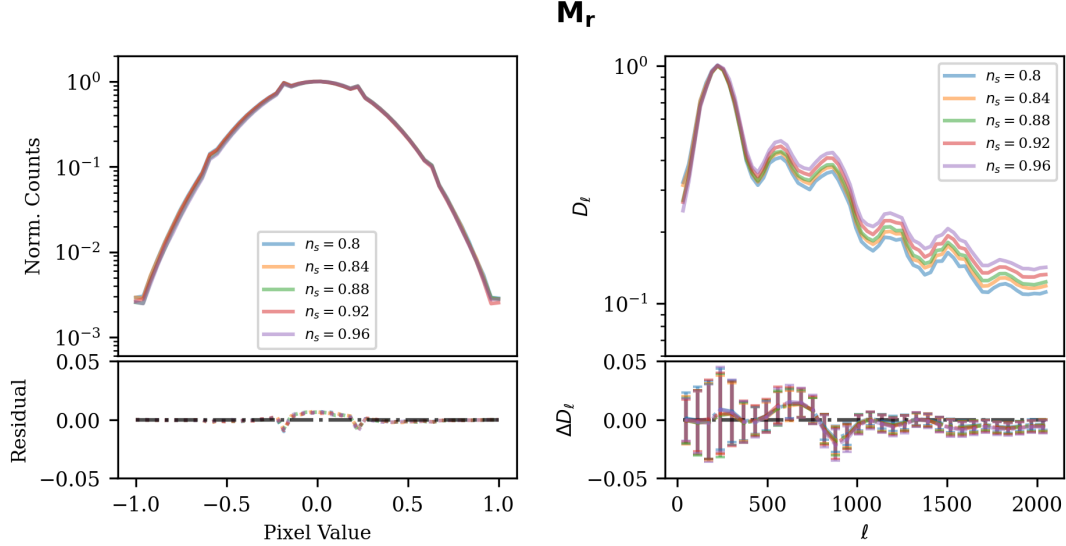 M_r
Norm. Counts
10^0
10^{-1}
10^{-2}
10^{-3}
n_s = 0.8
n_s = 0.84
n_s = 0.88
n_s = 0.92
n_s = 0.96
Residual
0.05
0.00
−0.05
−1.0 −0.5 0.0 0.5 1.0
Pixel Value
D_ℓ
10^0
10^{-1}
n_s = 0.8
n_s = 0.84
n_s = 0.88
n_s = 0.92
n_s = 0.96
ΔD_ℓ
0.05
0.00
−0.05
0 500 1000 1500 2000
ℓ